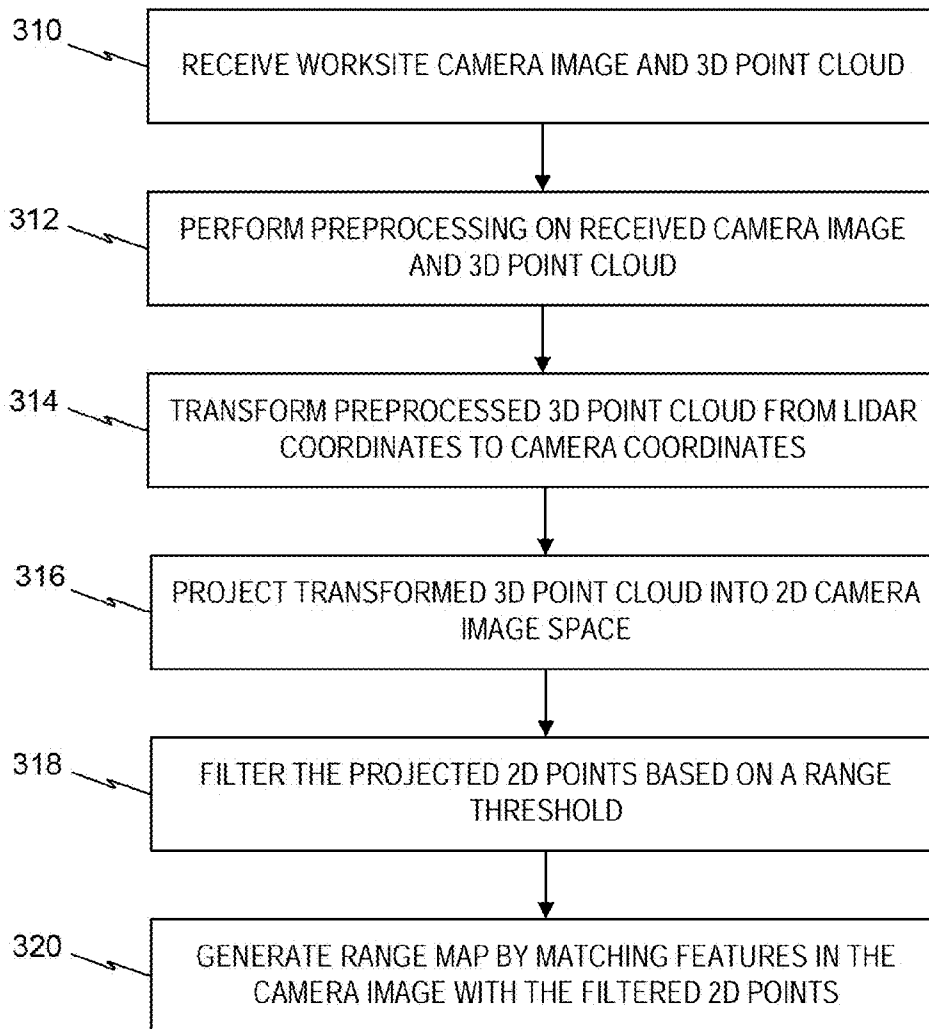 310
RECEIVE WORKSITE CAMERA IMAGE AND 3D POINT CLOUD
312
PERFORM PREPROCESSING ON RECEIVED CAMERA IMAGE
AND 3D POINT CLOUD
314
TRANSFORM PREPROCESSED 3D POINT CLOUD FROM LIDAR
COORDINATES TO CAMERA COORDINATES
316
PROJECT TRANSFORMED 3D POINT CLOUD INTO 2D CAMERA
IMAGE SPACE
318
FILTER THE PROJECTED 2D POINTS BASED ON A RANGE
THRESHOLD
320
GENERATE RANGE MAP BY MATCHING FEATURES IN THE
CAMERA IMAGE WITH THE FILTERED 2D POINTS